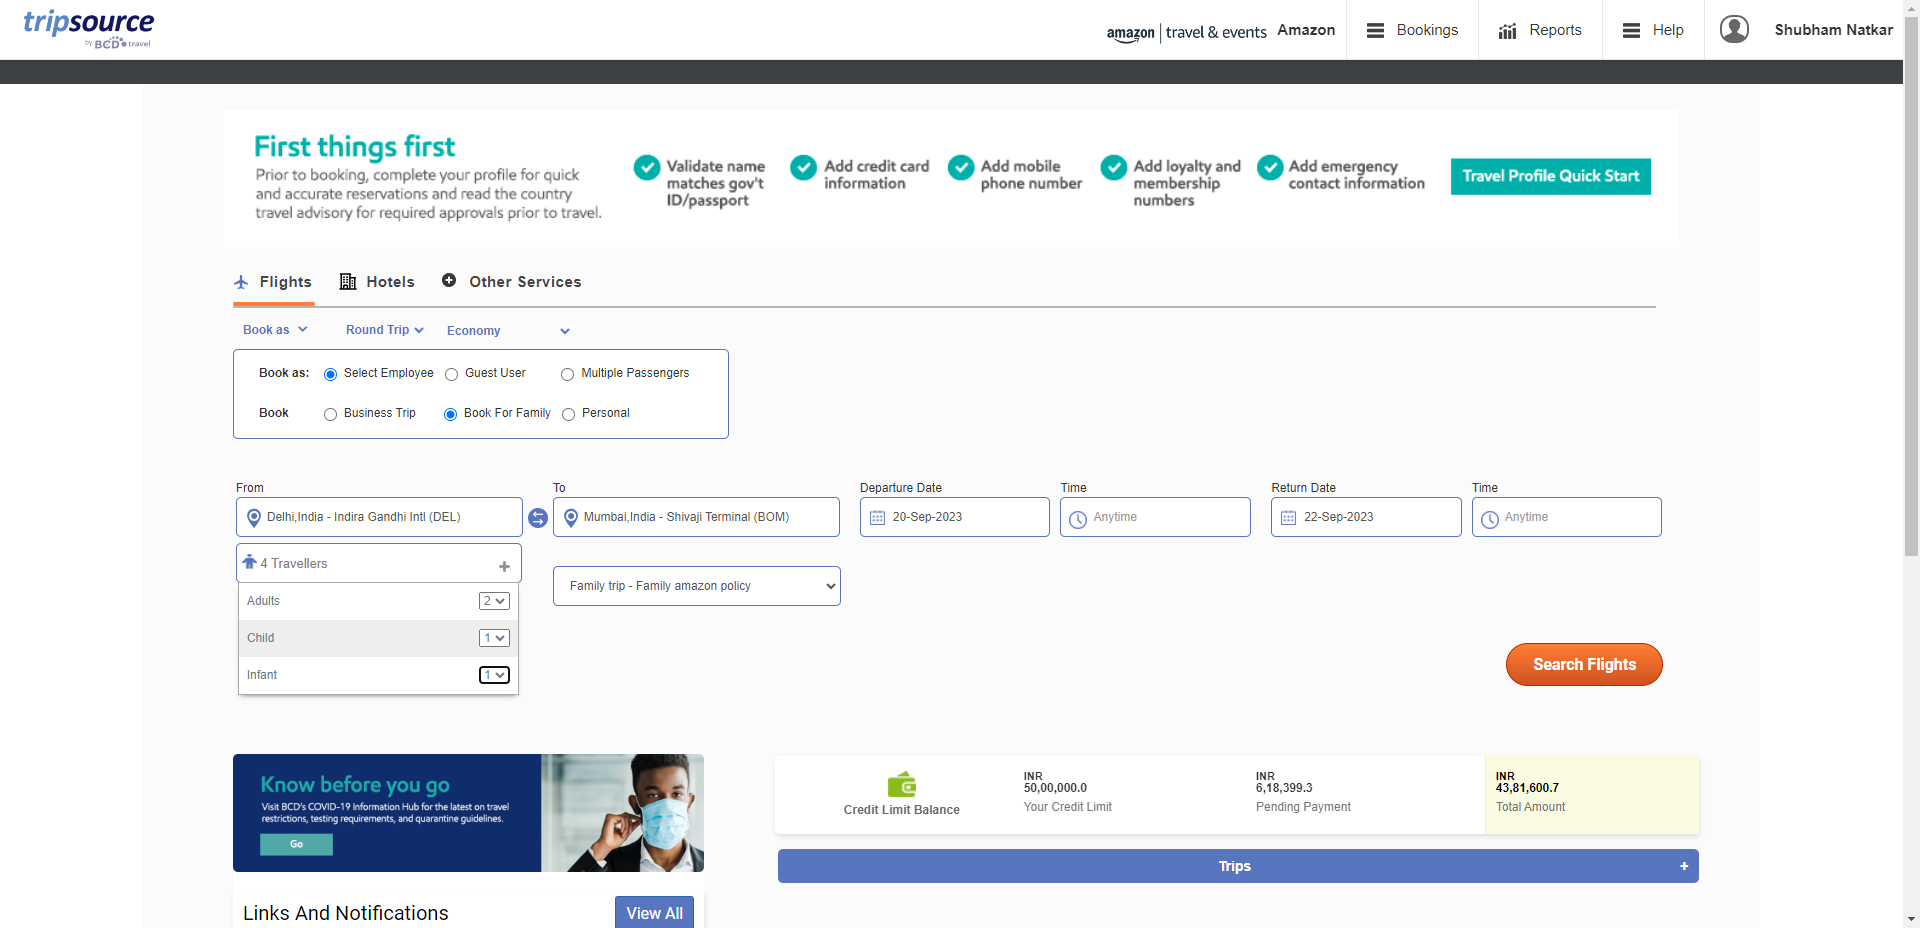 tripsource
by BCD travel
amazon | travel & events Amazon
Bookings
Reports
Help
Shubham Natkar
First things first
Prior to booking, complete your profile for quick
and accurate reservations and read the country
travel advisory for required approvals prior to travel.
Validate name
matches gov't
ID/passport
Add credit card
information
Add mobile
phone number
Add loyalty and
membership
numbers
Add emergency
contact information
Travel Profile Quick Start
Flights
Hotels
Other Services
Book as
Round Trip
Economy
Book as:
Select Employee
Guest User
Multiple Passengers
Book
Business Trip
Book For Family
Personal
From
To
Departure Date
Time
Return Date
Time
Delhi,India - Indira Gandhi Intl (DEL)
Mumbai,India - Shivaji Terminal (BOM)
20-Sep-2023
Anytime
22-Sep-2023
Anytime
4 Travellers
+
Family trip - Family amazon policy
Adults
2
Child
1
Infant
1
Search Flights
Know before you go
Visit BCD's COVID-19 Information Hub for the latest on travel
restrictions, testing requirements, and quarantine guidelines.
Go
Credit Limit Balance
INR
50,00,000.0
Your Credit Limit
INR
6,18,399.3
Pending Payment
INR
43,81,600.7
Total Amount
Trips
+
Links And Notifications
View All